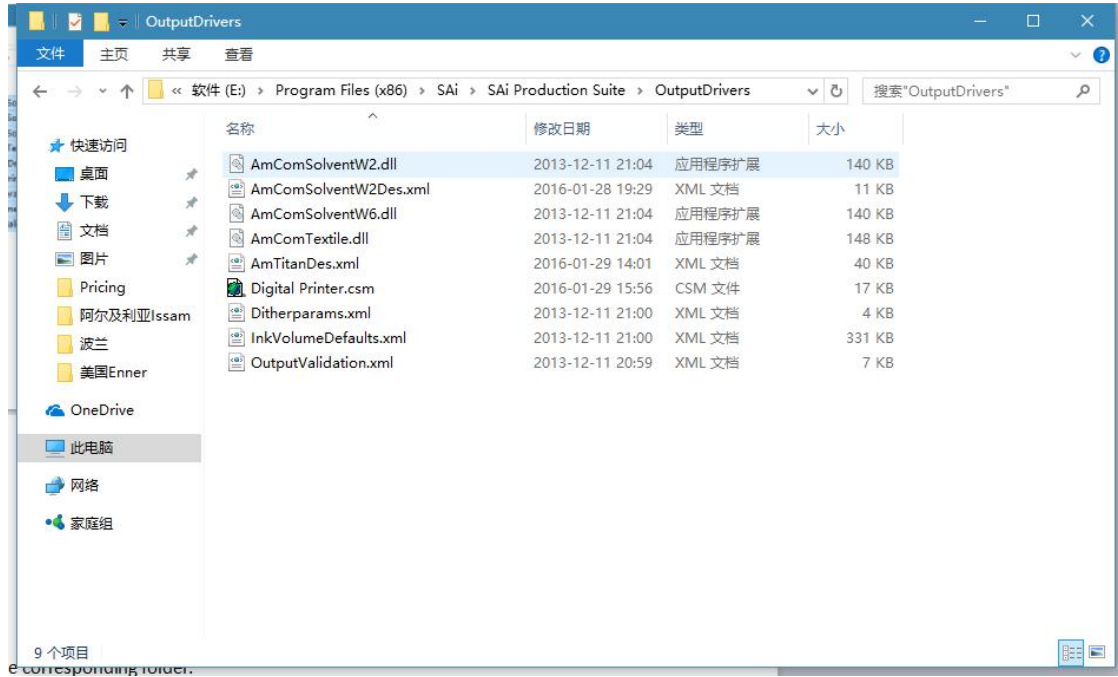 OutputDrivers
文件 主页 共享 查看
« 软件 (E:) › Program Files (x86) › SAi › SAi Production Suite › OutputDrivers 搜索"OutputDrivers"
名称 修改日期 类型 大小
快速访问
桌面
下载
文档
图片
Pricing
阿尔及利亚Issam
波兰
美国Enner
OneDrive
此电脑
网络
家庭组
AmComSolventW2.dll 2013-12-11 21:04 应用程序扩展 140 KB
AmComSolventW2Des.xml 2016-01-28 19:29 XML 文档 11 KB
AmComSolventW6.dll 2013-12-11 21:04 应用程序扩展 140 KB
AmComTextile.dll 2013-12-11 21:04 应用程序扩展 148 KB
AmTitanDes.xml 2016-01-29 14:01 XML 文档 40 KB
Digital Printer.csm 2016-01-29 15:56 CSM 文件 17 KB
Ditherparams.xml 2013-12-11 21:00 XML 文档 4 KB
InkVolumeDefaults.xml 2013-12-11 21:00 XML 文档 331 KB
OutputValidation.xml 2013-12-11 20:59 XML 文档 7 KB
9 个项目
e corresponding folder.